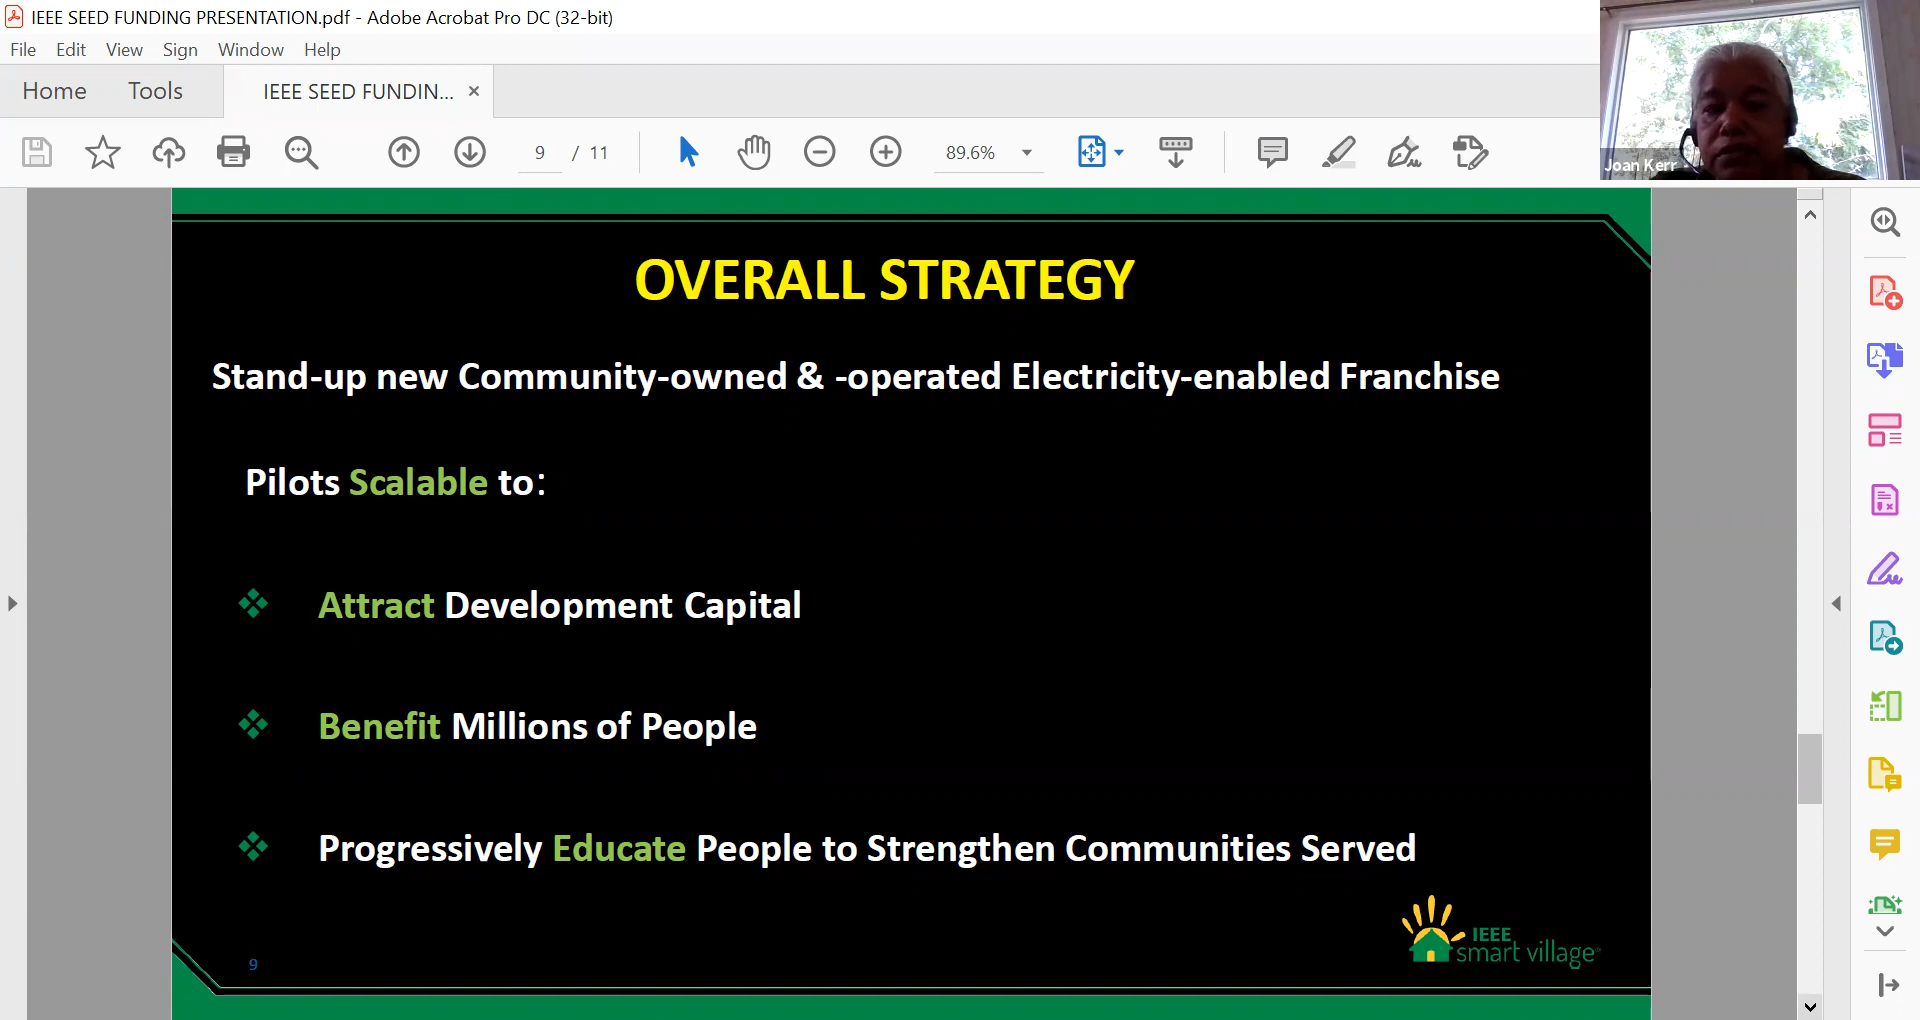 IEEE SEED FUNDING PRESENTATION.pdf - Adobe Acrobat Pro DC (32-bit)
File Edit View Sign Window Help
Home Tools IEEE SEED FUNDIN... ×
9 / 11 89.6%
Joan Kerr
OVERALL STRATEGY
Stand-up new Community-owned & -operated Electricity-enabled Franchise
Pilots Scalable to:
❖ Attract Development Capital
❖ Benefit Millions of People
❖ Progressively Educate People to Strengthen Communities Served
IEEE
smart village
9